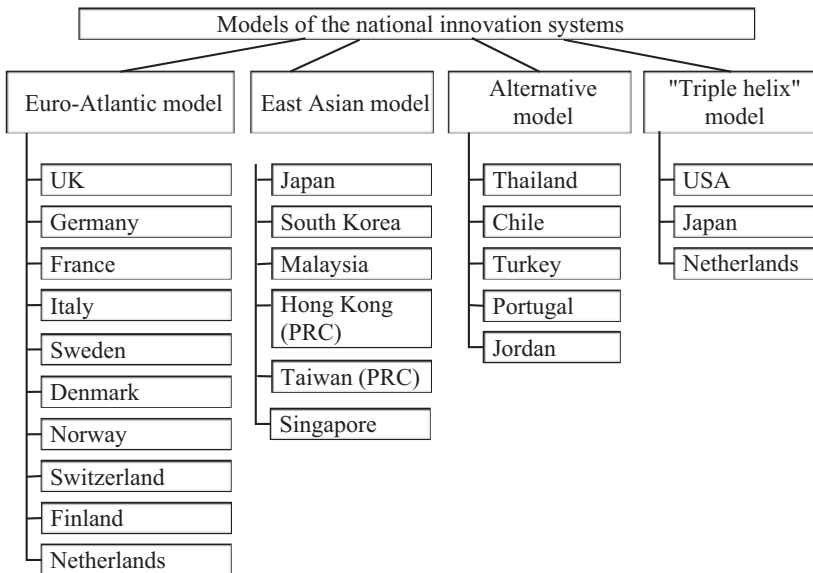 Models of the national innovation systems
Euro-Atlantic model
East Asian model
Alternative
model
"Triple helix"
model
UK
Germany
France
Italy
Sweden
Denmark
Norway
Switzerland
Finland
Netherlands
Japan
South Korea
Malaysia
Hong Kong
(PRC)
Taiwan (PRC)
Singapore
Thailand
Chile
Turkey
Portugal
Jordan
USA
Japan
Netherlands